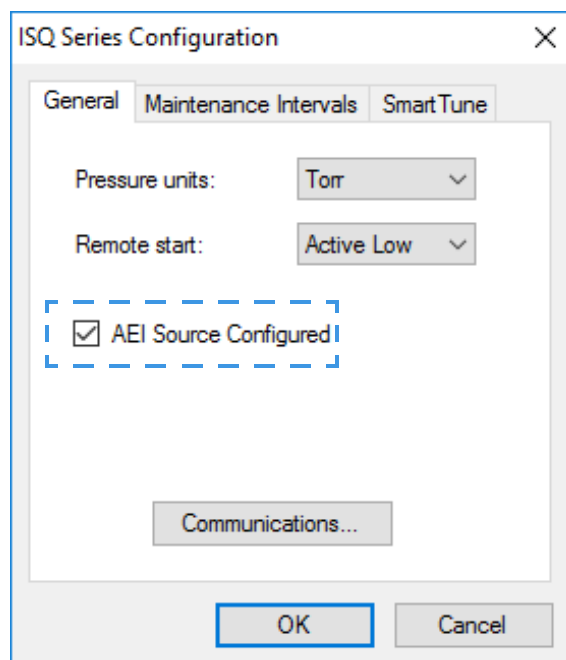 ISQ Series Configuration
General Maintenance Intervals SmartTune
Pressure units: Torr
Remote start: Active Low
AEI Source Configured
Communications...
OK Cancel